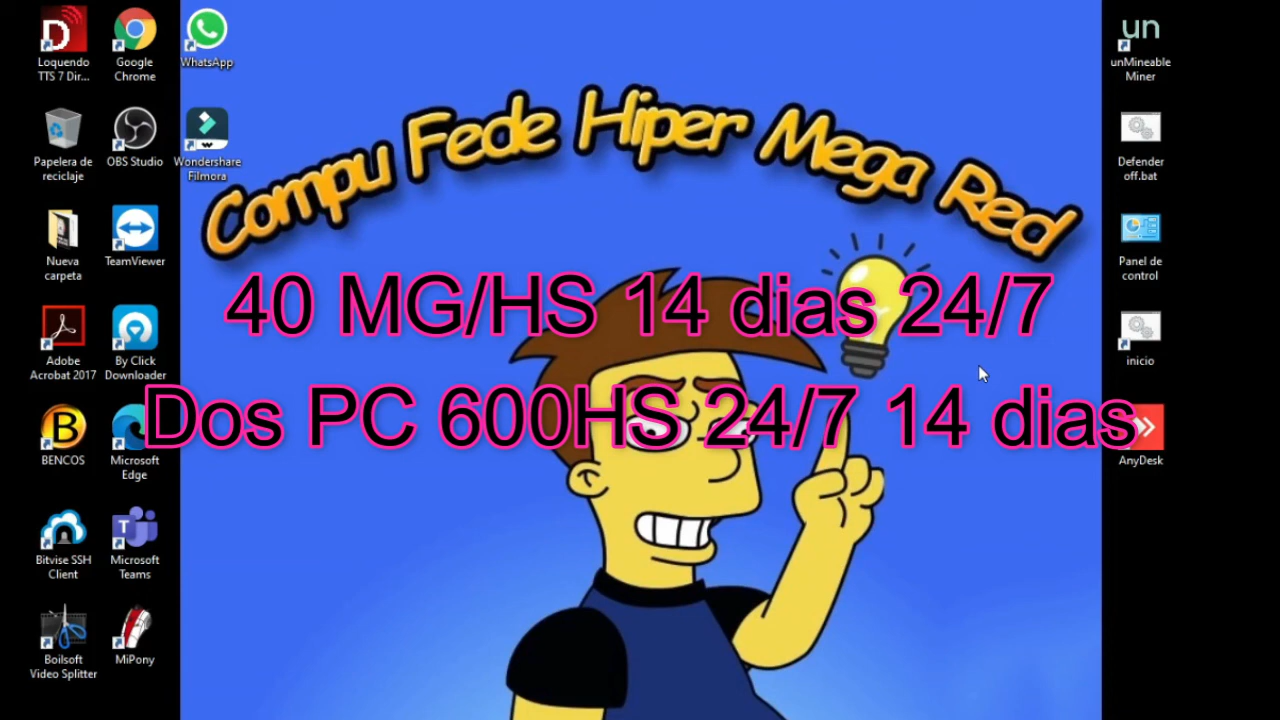 Compu Fede Hiper Mega Red
40 MG/HS 14 dias 24/7
Dos PC 600HS 24/7 14 dias
Loquendo
TTS 7 Dir...
Google
Chrome
WhatsApp
Papelera de
reciclaje
OBS Studio
Wondershare
Filmora
Nueva
carpeta
TeamViewer
Adobe
Acrobat 2017
By Click
Downloader
BENCOS
Microsoft
Edge
Bitvise SSH
Client
Microsoft
Teams
Boilsoft
Video Splitter
MiPony
un
unMineable
Miner
Defender
off.bat
Panel de
control
inicio
AnyDesk